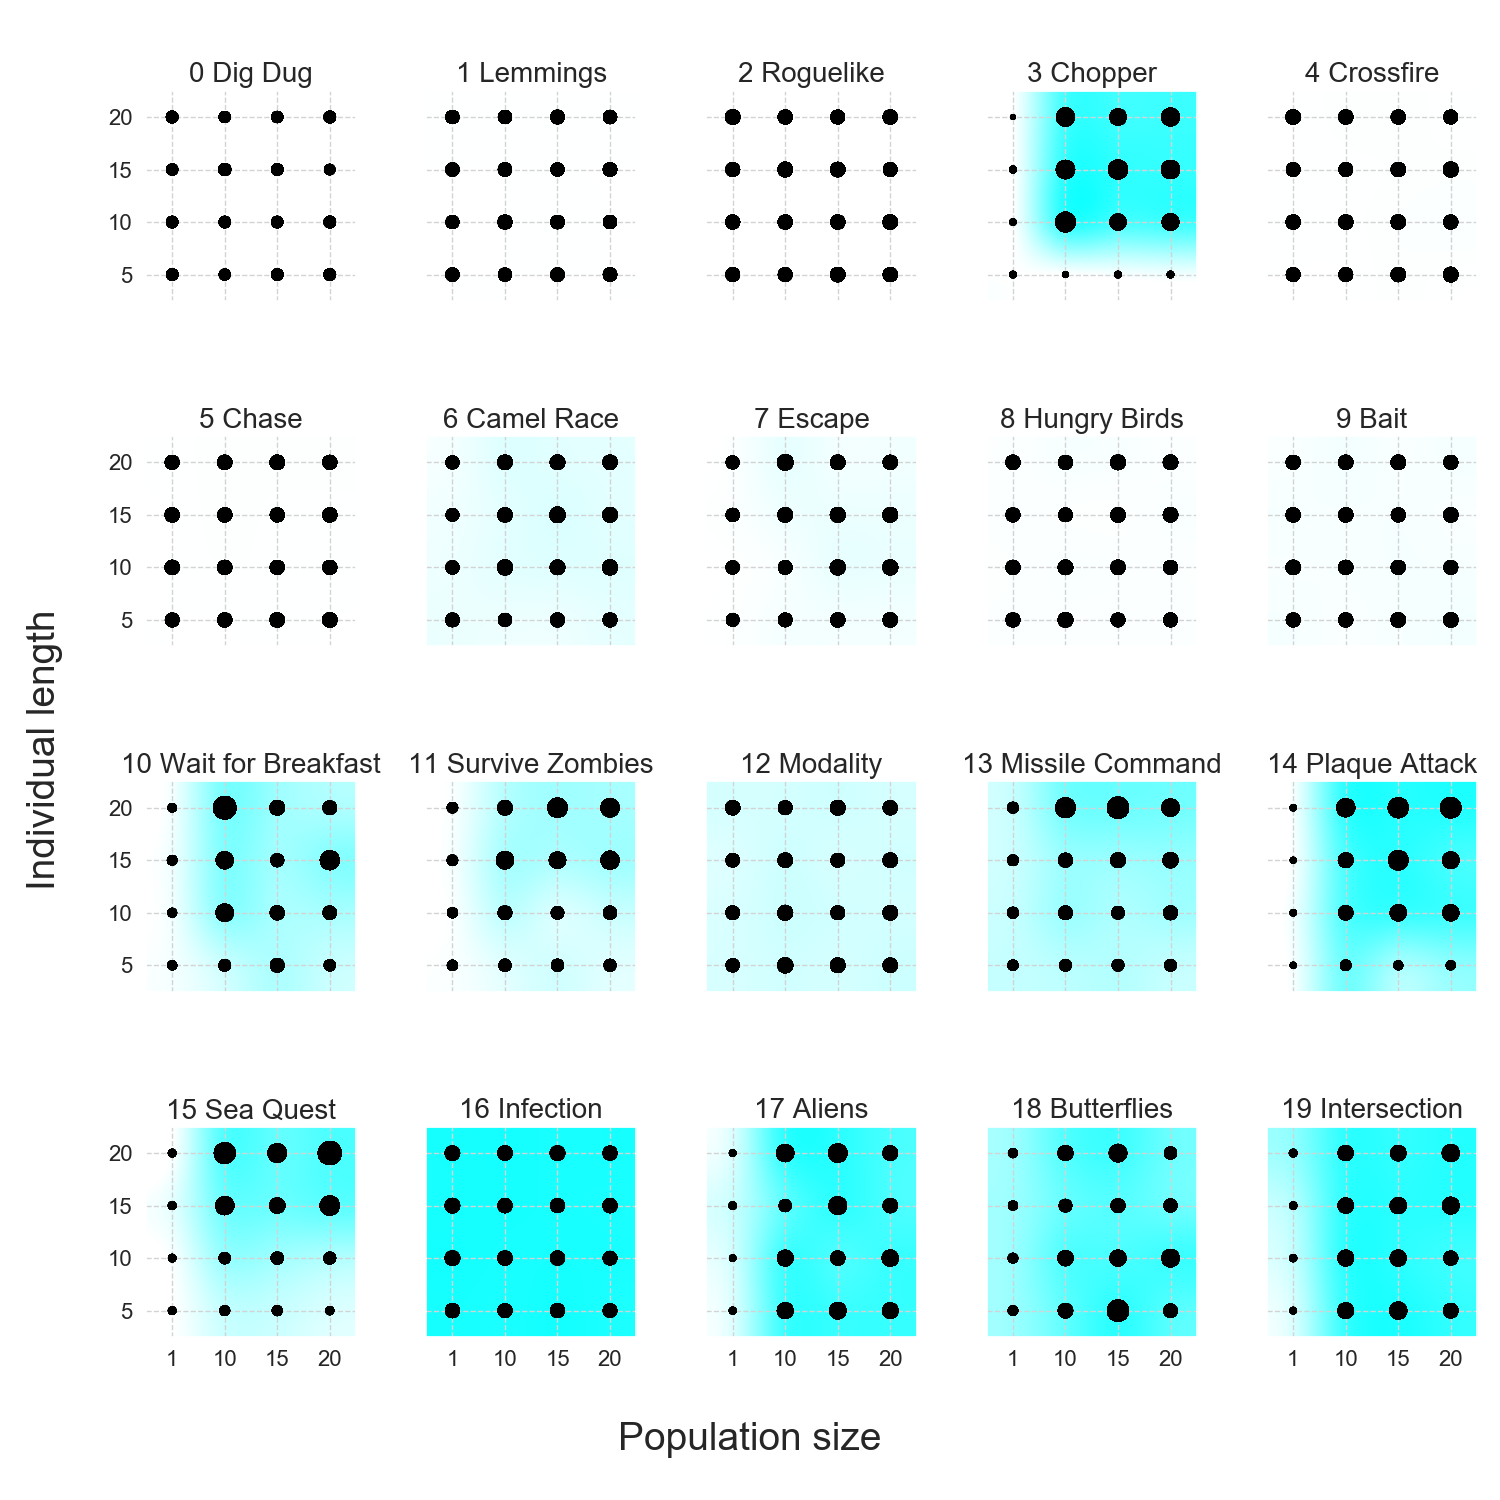 0 Dig Dug
1 Lemmings
2 Roguelike
3 Chopper
4 Crossfire
20
15
10
5
5 Chase
6 Camel Race
7 Escape
8 Hungry Birds
9 Bait
20
15
10
5
Individual length
10 Wait for Breakfast
11 Survive Zombies
12 Modality
13 Missile Command
14 Plaque Attack
20
15
10
5
15 Sea Quest
16 Infection
17 Aliens
18 Butterflies
19 Intersection
20
15
10
5
1 10 15 20
1 10 15 20
1 10 15 20
1 10 15 20
1 10 15 20
Population size